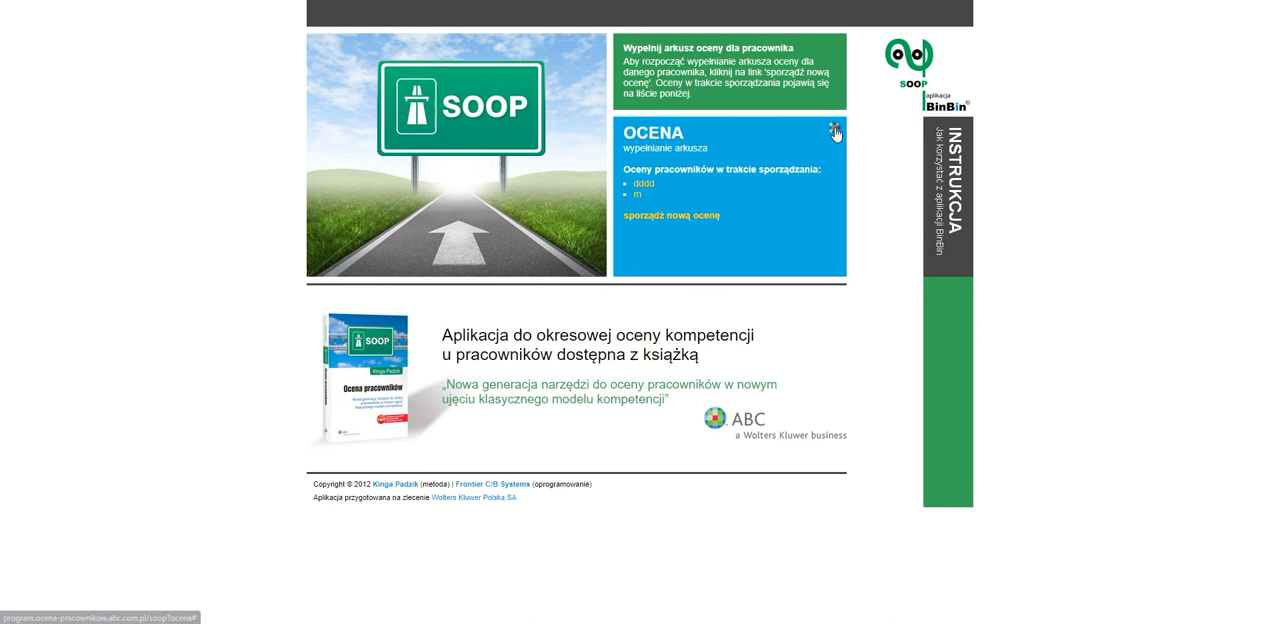 SOOP
Wypełnij arkusz oceny dla pracownika
Aby rozpocząć wypełnianie arkusza oceny dla
danego pracownika, kliknij na link 'sporządź nową
ocenę'. Oceny w trakcie sporządzania pojawią się
na liście poniżej.
OCENA
wypełnianie arkusza
Oceny pracowników w trakcie sporządzania:
dddd
m
sporządź nową ocenę
SOOP
aplikacja
BinBin©
INSTRUKCJA
Jak korzystać z aplikacji BinBin
SOOP
Kinga Padzik
Ocena pracowników
Aplikacja do okresowej oceny kompetencji
u pracowników dostępna z książką
„Nowa generacja narzędzi do oceny pracowników w nowym
ujęciu klasycznego modelu kompetencji”
ABC
a Wolters Kluwer business
Copyright © 2012 Kinga Padzik (metoda) | Frontier C/B Systems (oprogramowanie)
Aplikacja przygotowana na zlecenie Wolters Kluwer Polska SA
program.ocena-pracownikow.abc.com.pl/soop?ocena#